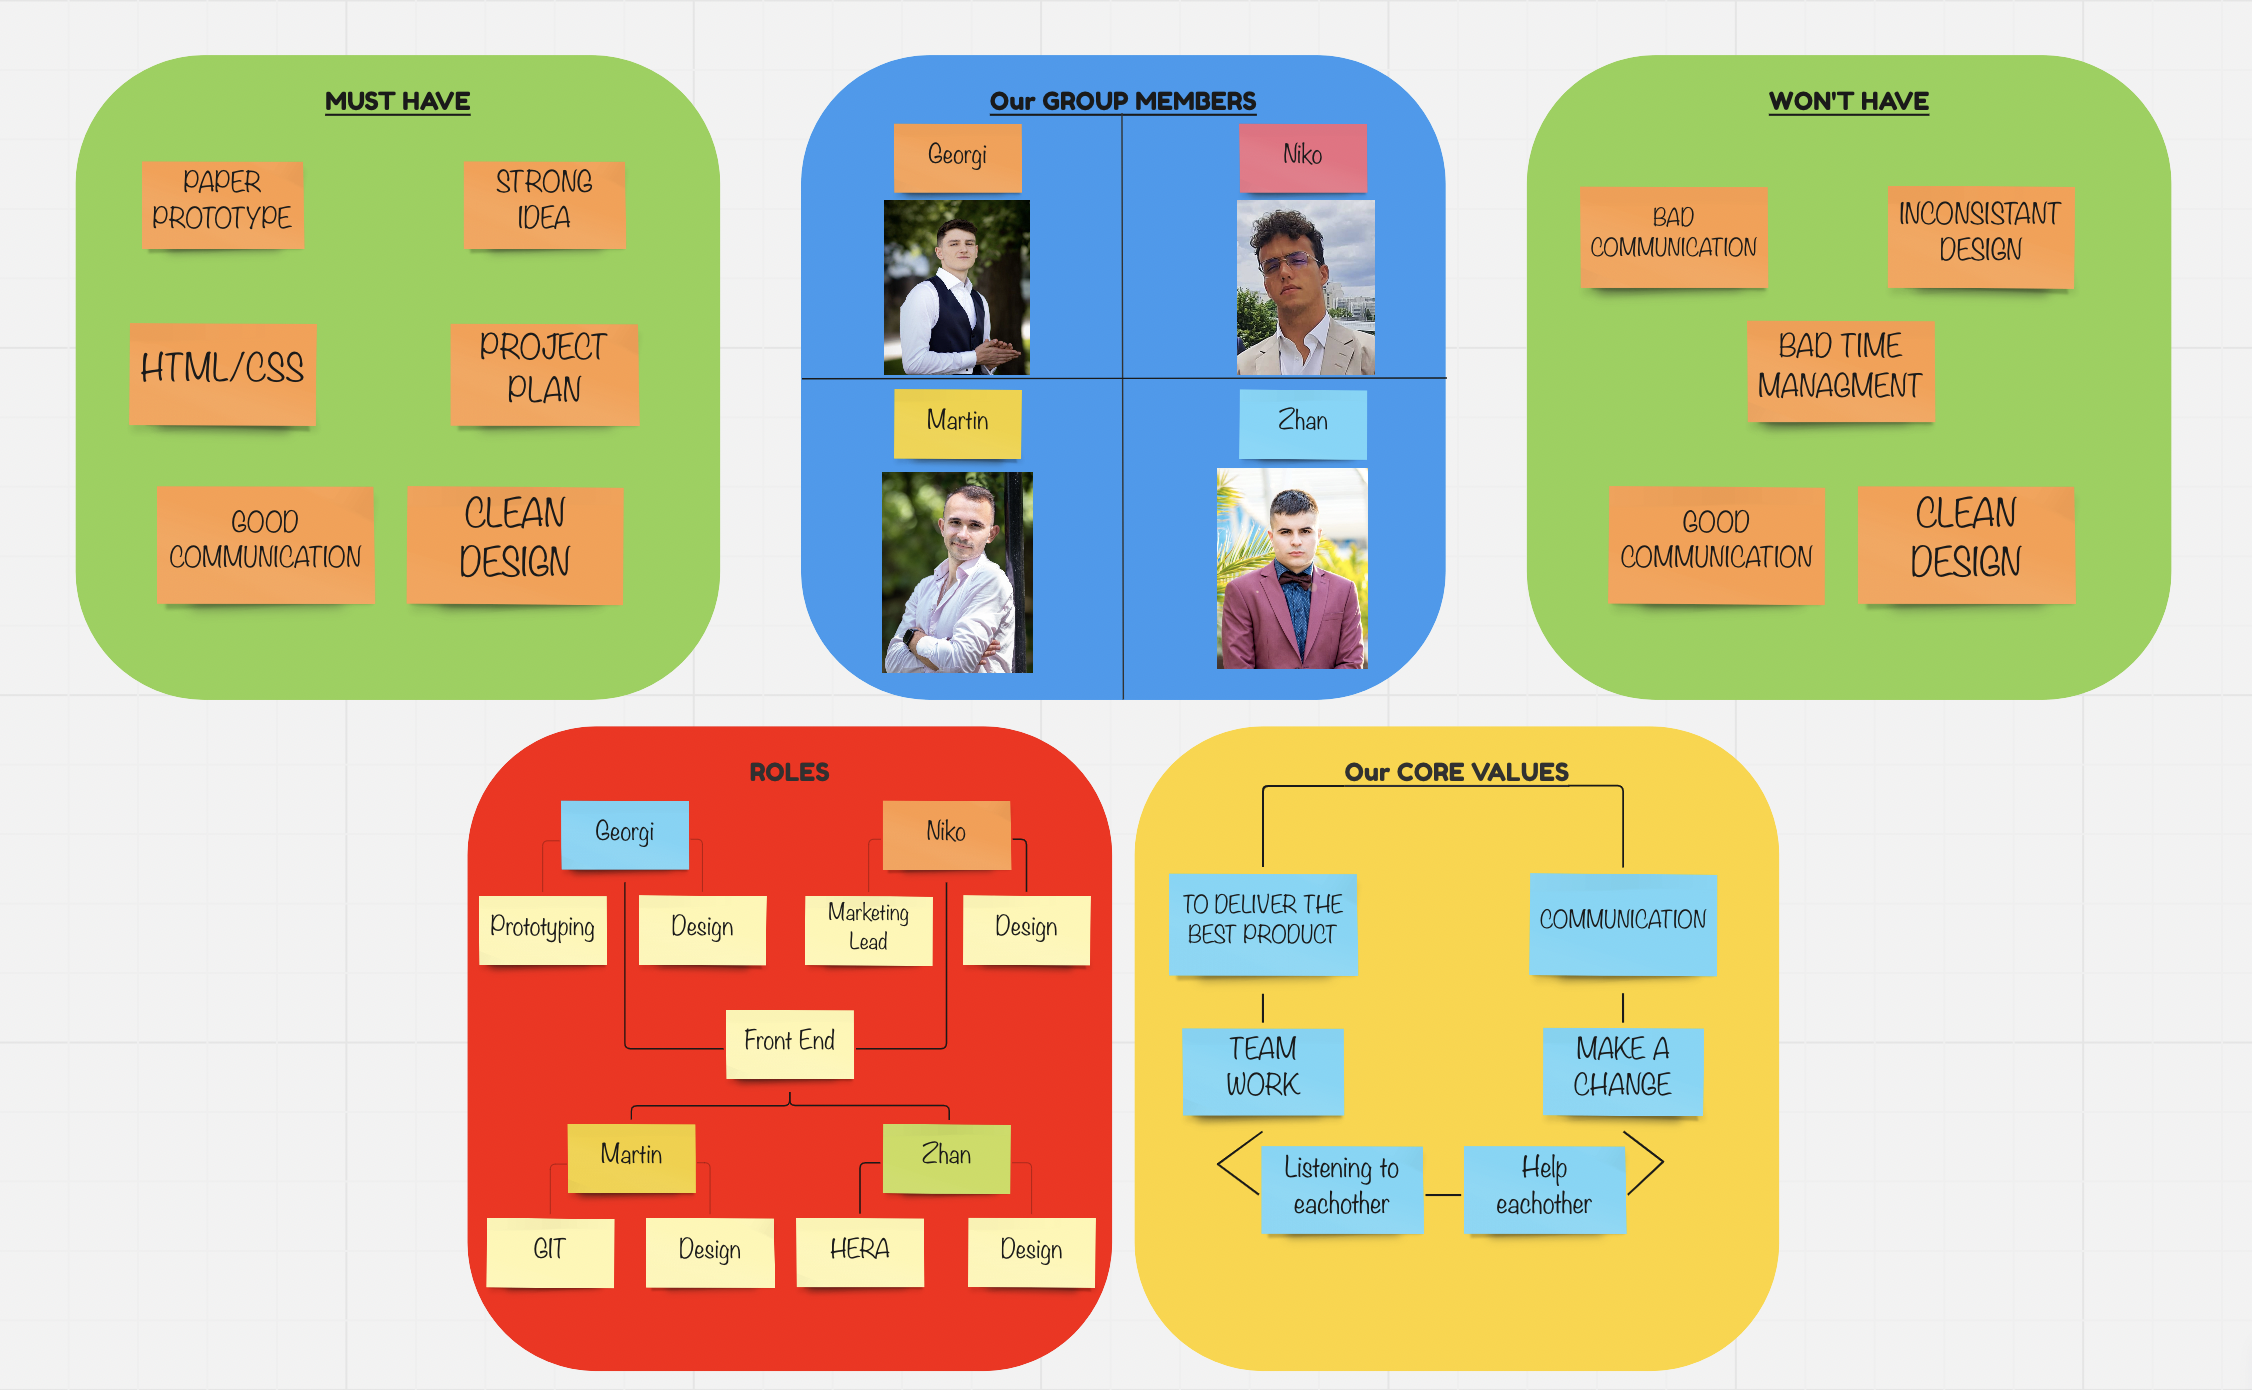 MUST HAVE
PAPER
PROTOTYPE
STRONG
IDEA
HTML/CSS
PROJECT
PLAN
GOOD
COMMUNICATION
CLEAN
DESIGN
Our GROUP MEMBERS
Georgi
Niko
Martin
Zhan
WON'T HAVE
BAD
COMMUNICATION
INCONSISTANT
DESIGN
BAD TIME
MANAGMENT
GOOD
COMMUNICATION
CLEAN
DESIGN
ROLES
Georgi
Niko
Prototyping
Design
Marketing
Lead
Design
Front End
Martin
Zhan
GIT
Design
HERA
Design
Our CORE VALUES
TO DELIVER THE
BEST PRODUCT
COMMUNICATION
TEAM
WORK
MAKE A
CHANGE
Listening to
eachother
Help
eachother